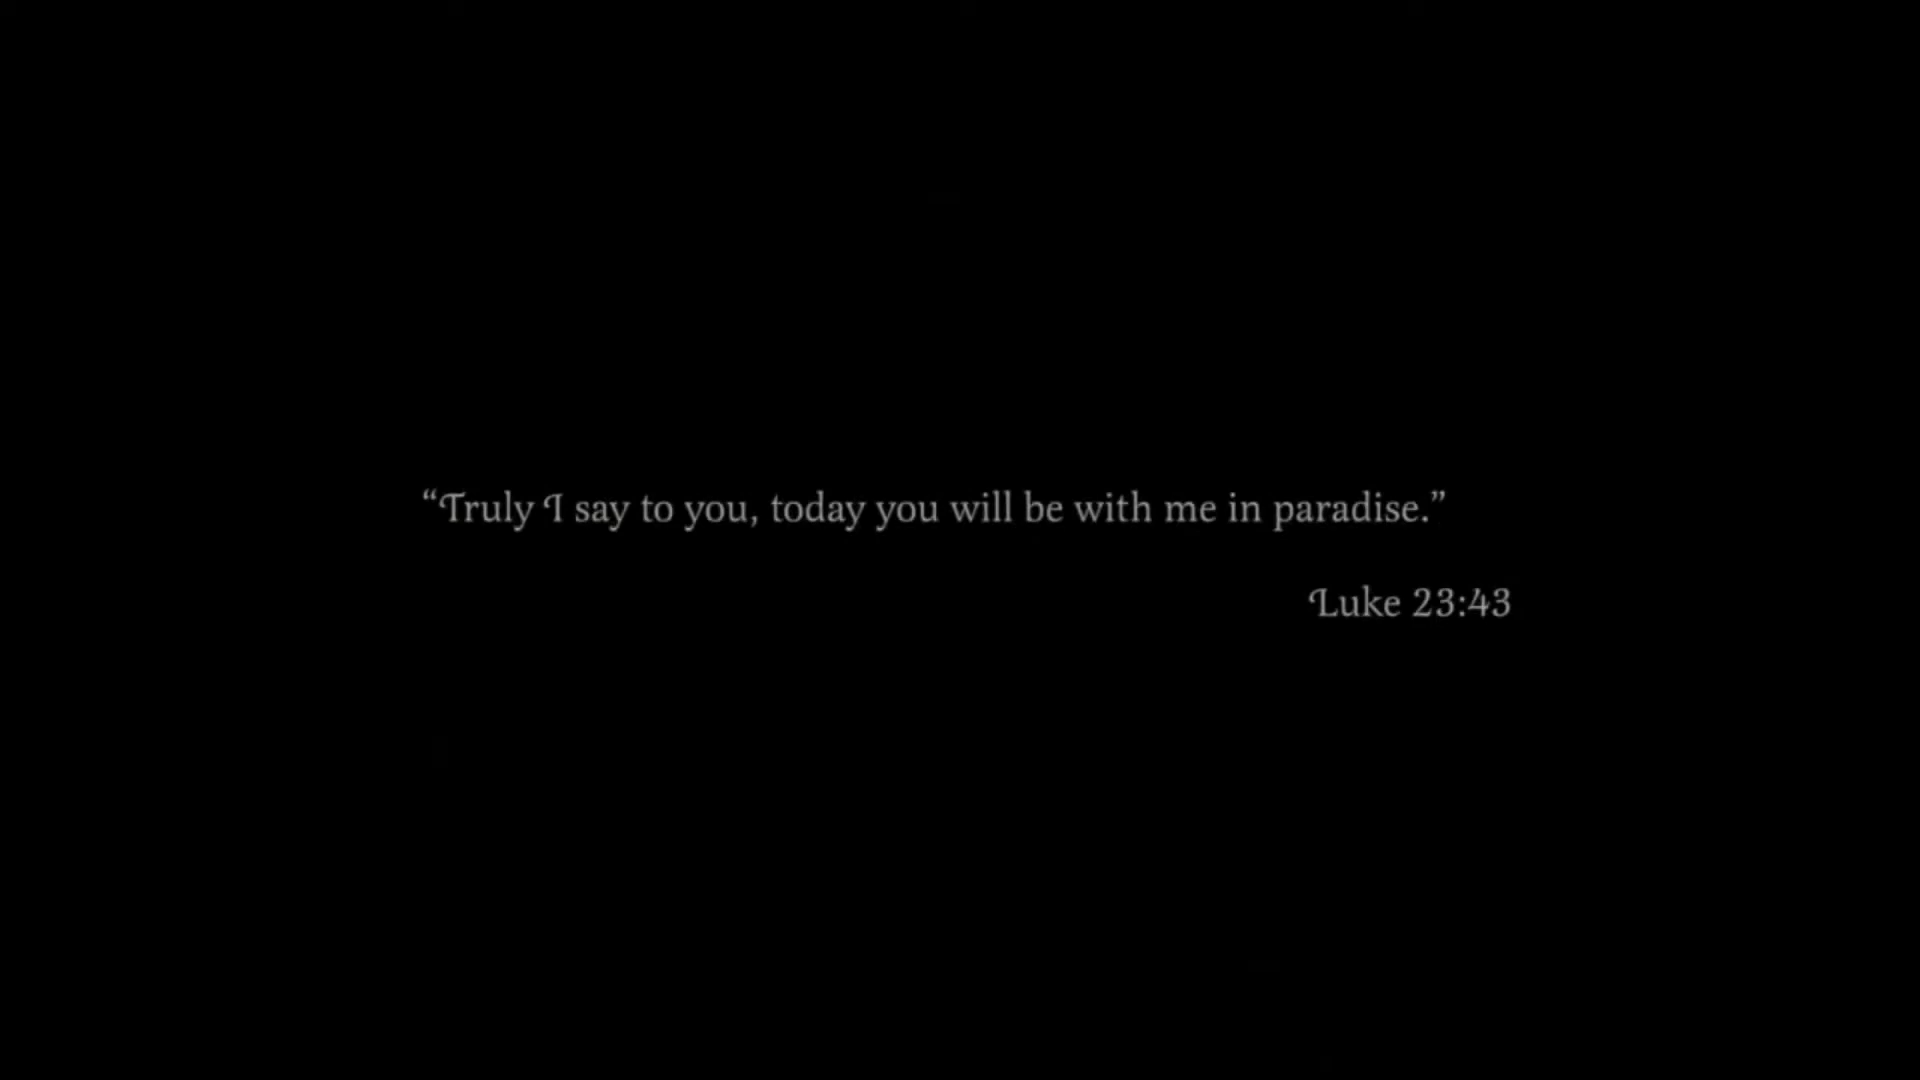 “Truly I say to you, today you will be with me in paradise.”
Luke 23:43